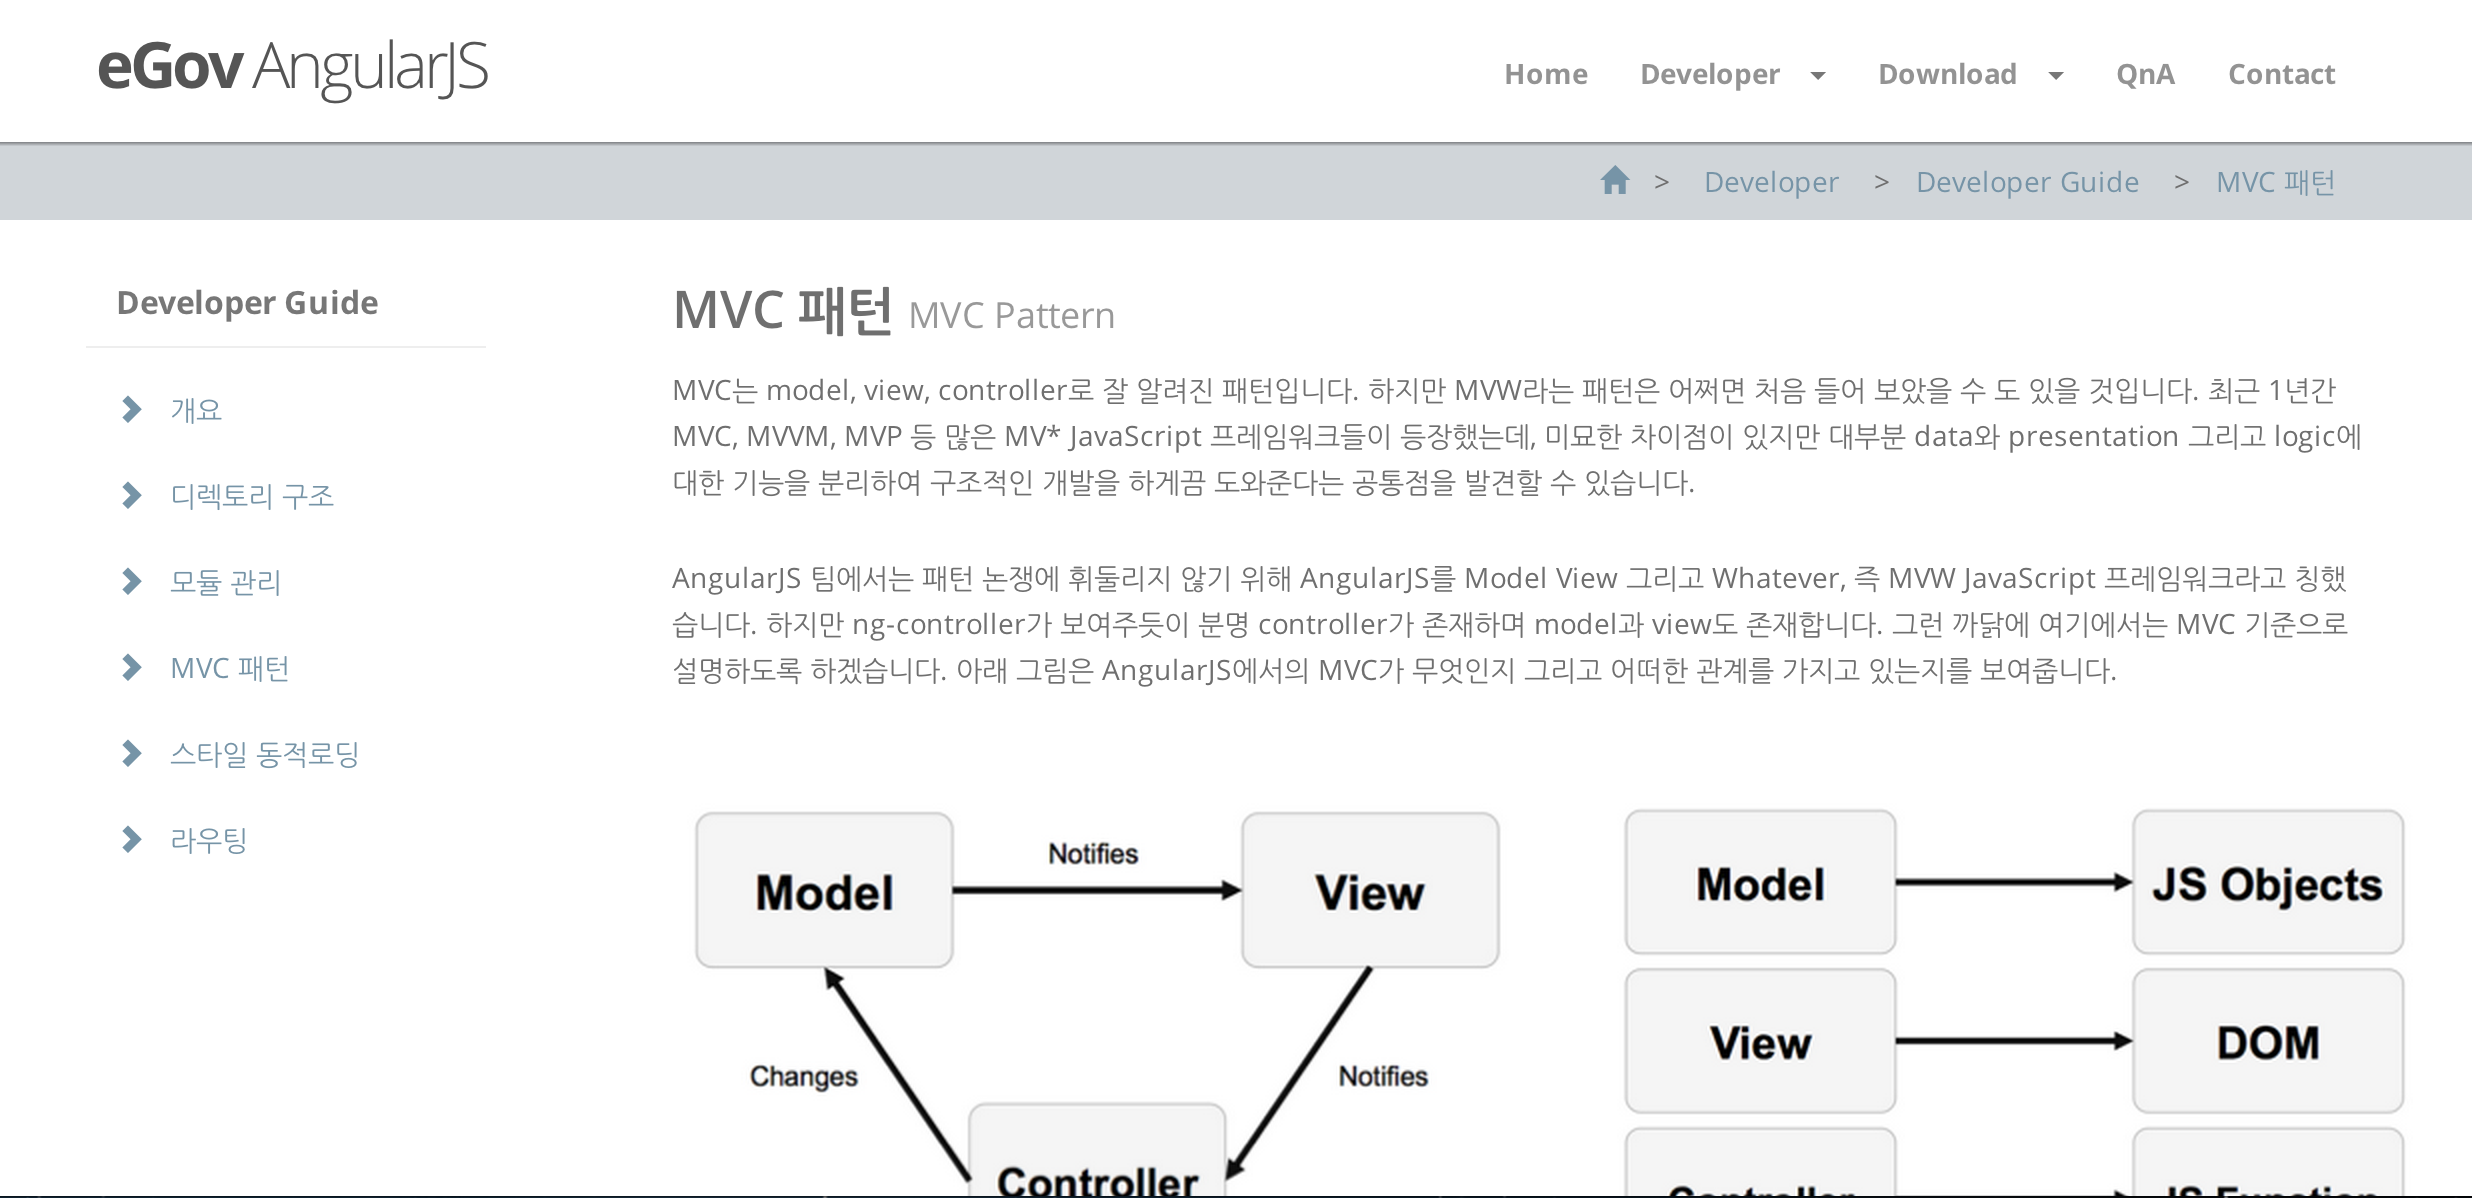 eGov AngularJS
Home Developer Download QnA Contact
> Developer > Developer Guide > MVC 패턴
Developer Guide
개요
디렉토리 구조
모듈 관리
MVC 패턴
스타일 동적로딩
라우팅
MVC 패턴 MVC Pattern
MVC는 model, view, controller로 잘 알려진 패턴입니다. 하지만 MVW라는 패턴은 어쩌면 처음 들어 보았을 수 도 있을 것입니다. 최근 1년간
MVC, MVVM, MVP 등 많은 MV* JavaScript 프레임워크들이 등장했는데, 미묘한 차이점이 있지만 대부분 data와 presentation 그리고 logic에
대한 기능을 분리하여 구조적인 개발을 하게끔 도와준다는 공통점을 발견할 수 있습니다.
AngularJS 팀에서는 패턴 논쟁에 휘둘리지 않기 위해 AngularJS를 Model View 그리고 Whatever, 즉 MVW JavaScript 프레임워크라고 칭했
습니다. 하지만 ng-controller가 보여주듯이 분명 controller가 존재하며 model과 view도 존재합니다. 그런 까닭에 여기에서는 MVC 기준으로
설명하도록 하겠습니다. 아래 그림은 AngularJS에서의 MVC가 무엇인지 그리고 어떠한 관계를 가지고 있는지를 보여줍니다.
Model
Notifies
View
Changes
Notifies
Controller
Model
JS Objects
View
DOM
Controller
JS Function